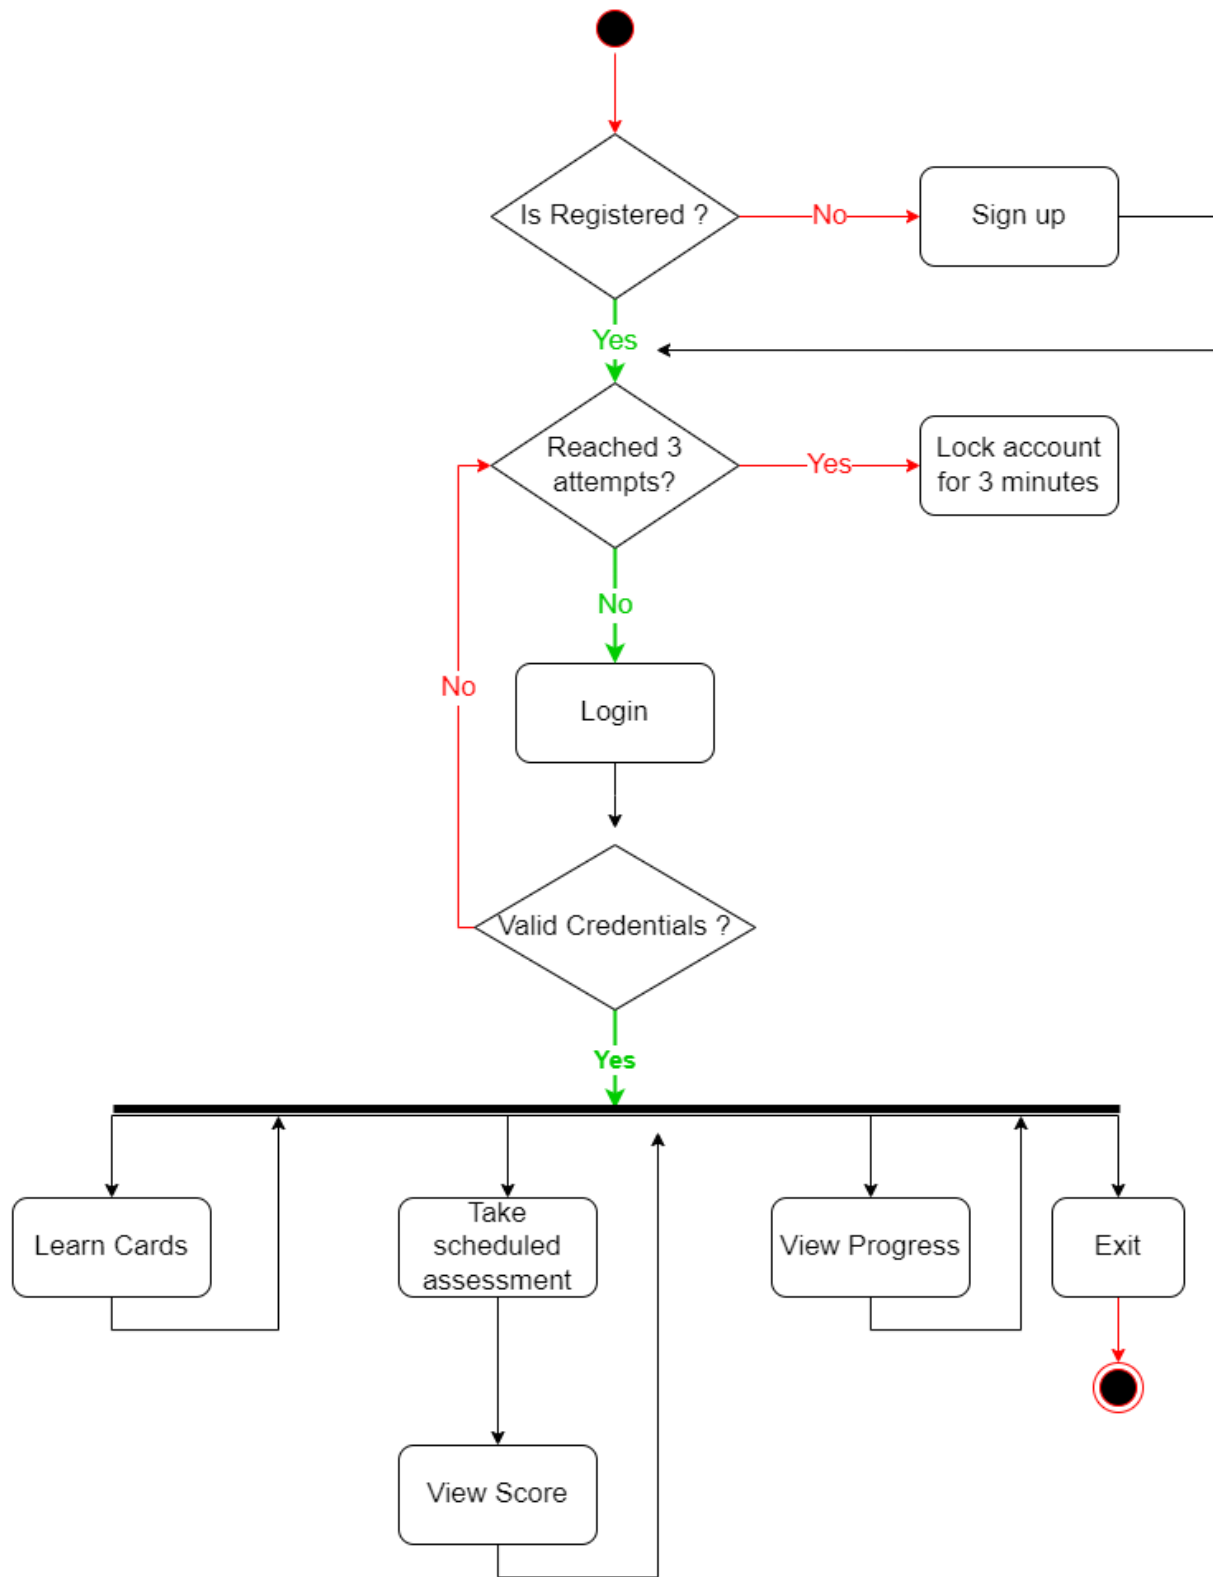 Is Registered ?
No
Sign up
Yes
Reached 3
attempts?
Yes
Lock account
for 3 minutes
No
Login
No
Valid Credentials ?
Yes
Learn Cards
Take
scheduled
assessment
View Progress
Exit
View Score